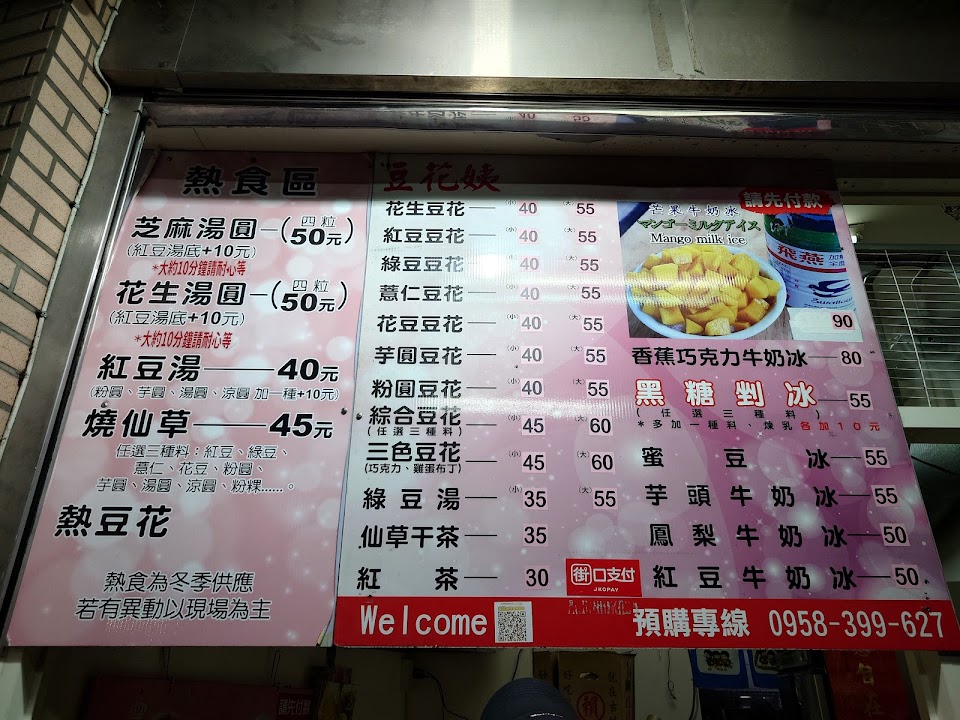 熱食區
芝麻湯圓-(四粒50元)
(紅豆湯底+10元)
*大約10分鐘請耐心等
花生湯圓-(四粒50元)
(紅豆湯底+10元)
*大約10分鐘請耐心等
紅豆湯——40元
(粉圓、芋圓、湯圓、涼圓 加一種+10元)
燒仙草——45元
任選三種料:紅豆、綠豆、
薏仁、花豆、粉圓、
芋圓、湯圓、涼圓、粉粿......。
熱豆花
熱食為冬季供應
若有異動以現場為主
豆花姨
花生豆花—(小)40 (大)55
紅豆豆花—(小)40 (大)55
綠豆豆花—(小)40 (大)55
薏仁豆花—(小)40 (大)55
花豆豆花—(小)40 (大)55
芋圓豆花—(小)40 (大)55
粉圓豆花—(小)40 (大)55
綜合豆花—(小)45 (大)60
(任選三種料)
三色豆花—(小)45 (大)60
(巧克力、雞蛋布丁)
綠豆湯—(小)35 (大)55
仙草干茶—35
紅茶—30
請先付款
芒果牛奶冰
マンゴーミルクアイス
Mango milk ice
飛燕
90
香蕉巧克力牛奶冰—80
黑糖剉冰—55
(任選三種料)
*多加一種料、煉乳各加10元
蜜豆冰—55
芋頭牛奶冰—55
鳳梨牛奶冰—50
紅豆牛奶冰—50
街口支付
JKOPAY
Welcome
預購專線 0958-399-627
請先付款